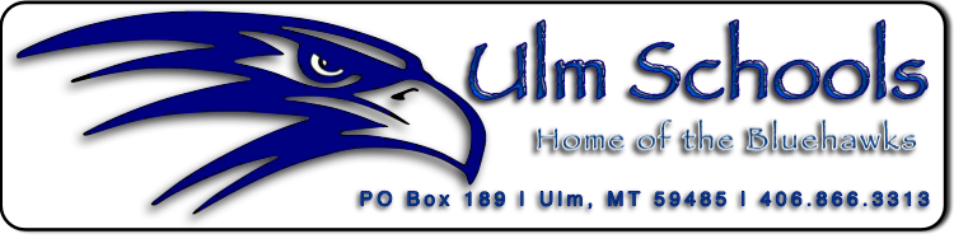 Ulm Schools
Home of the Bluehawks
PO Box 189 | Ulm, MT 59485 | 406.866.3313